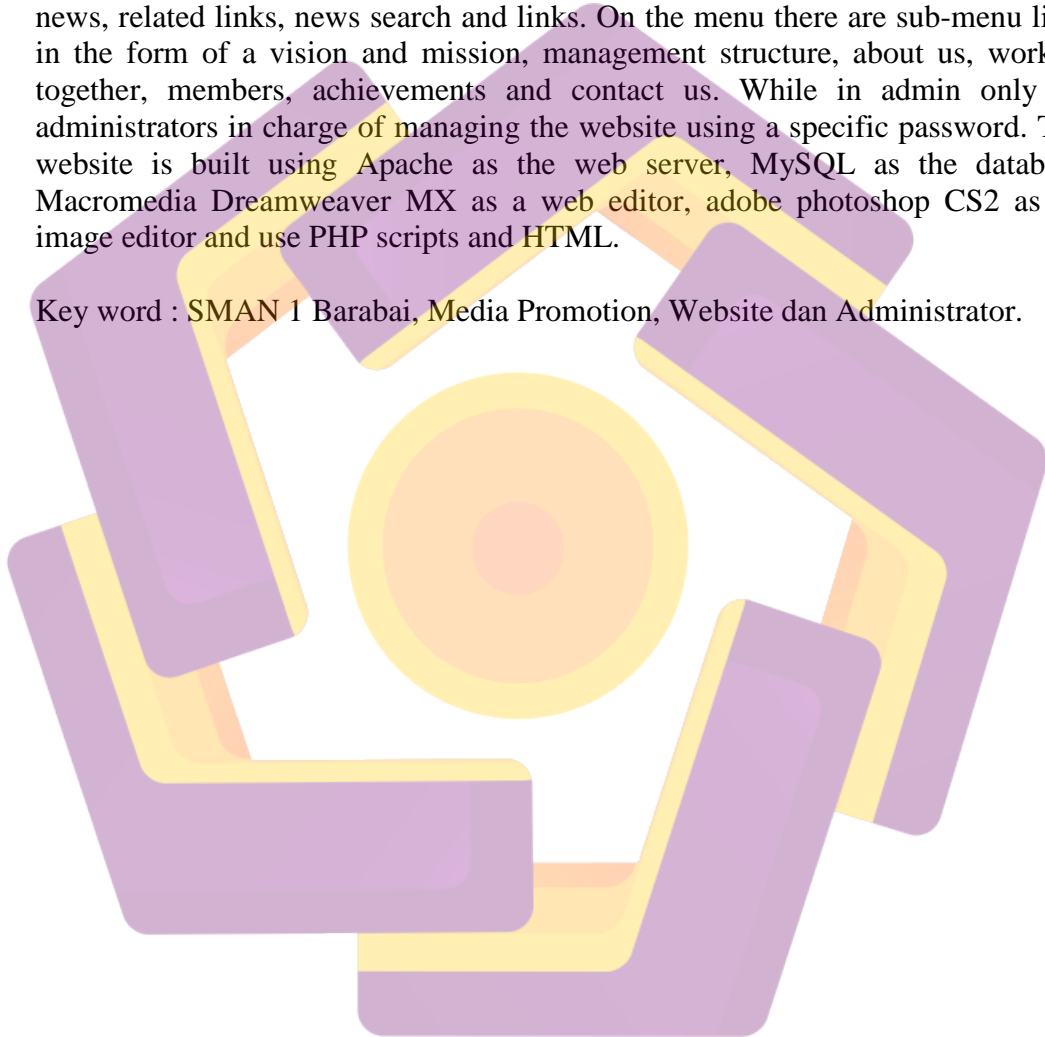 news, related links, news search and links. On the menu there are sub-menu li
in the form of a vision and mission, management structure, about us, work
together, members, achievements and contact us. While in admin only
administrators in charge of managing the website using a specific password. T
website is built using Apache as the web server, MySQL as the datab
Macromedia Dreamweaver MX as a web editor, adobe photoshop CS2 as
image editor and use PHP scripts and HTML.
Key word : SMAN 1 Barabai, Media Promotion, Website dan Administrator.